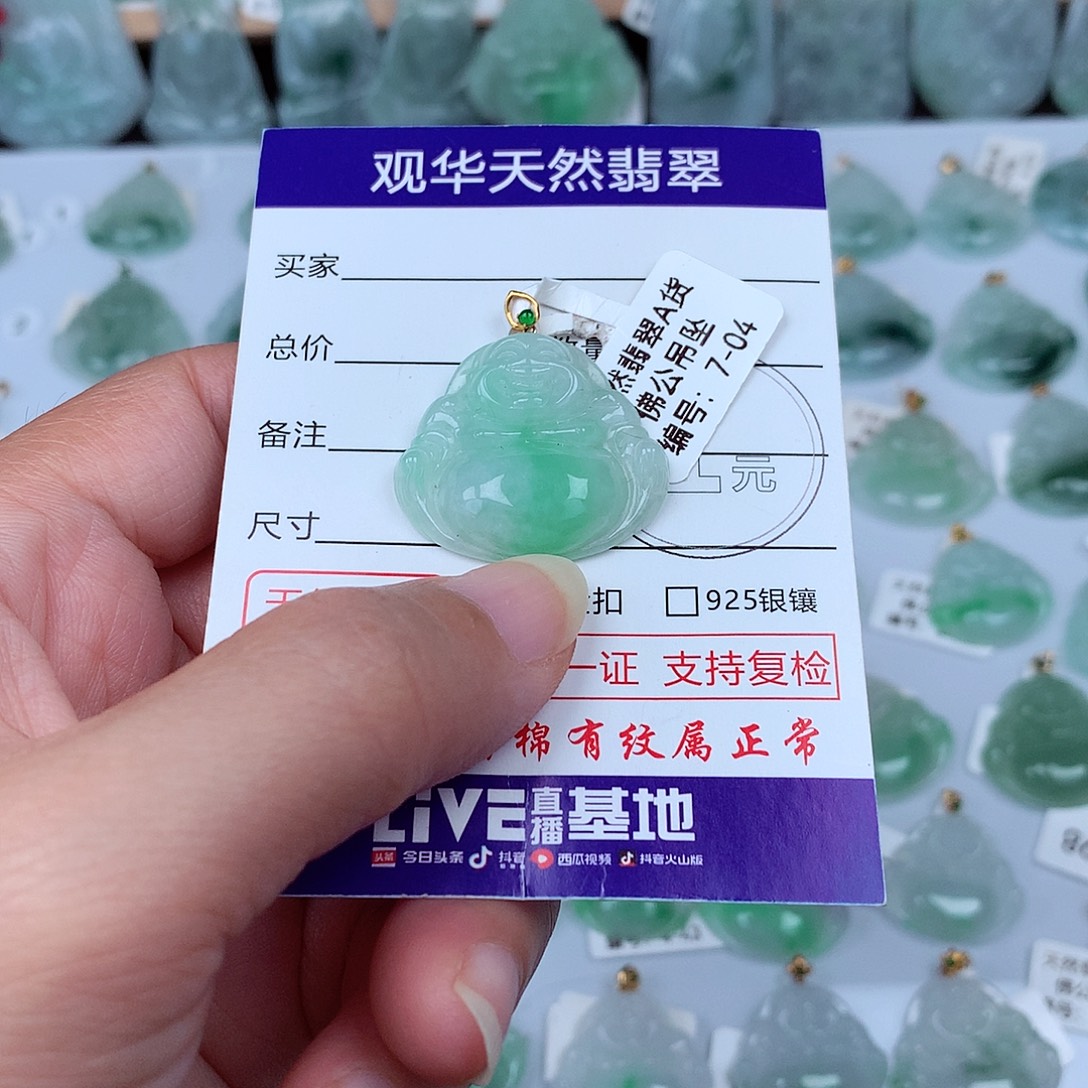 观华天然翡翠
买家
总价
然翡翠A货
佛公吊坠
编号：7-04
备注
元
尺寸
扣 925银镶
一证 支持复检
棉有纹属正常
LiVE直播基地
头条 今日头条 抖音 西瓜视频 抖音火山版